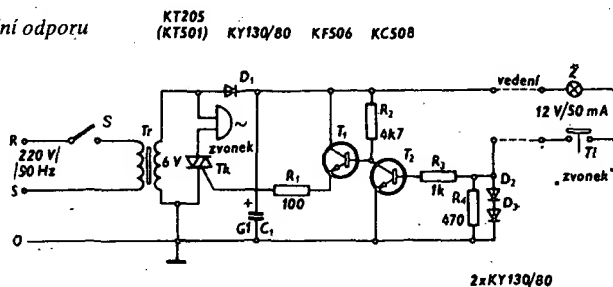 ní odporu
KT205
(KT501) KY130/80 KF506 KC508
D1
vedení
Ž
12 V/50 mA
R
S
Tr
220 V/
/50 Hz
S
6 V
zvonek
Tk
R1
100
T1
R2
4k7
T2
R3
1k
R4
470
D2
D3
Tl
"zvonek"
+
G1
C1
O
2xKY130/80